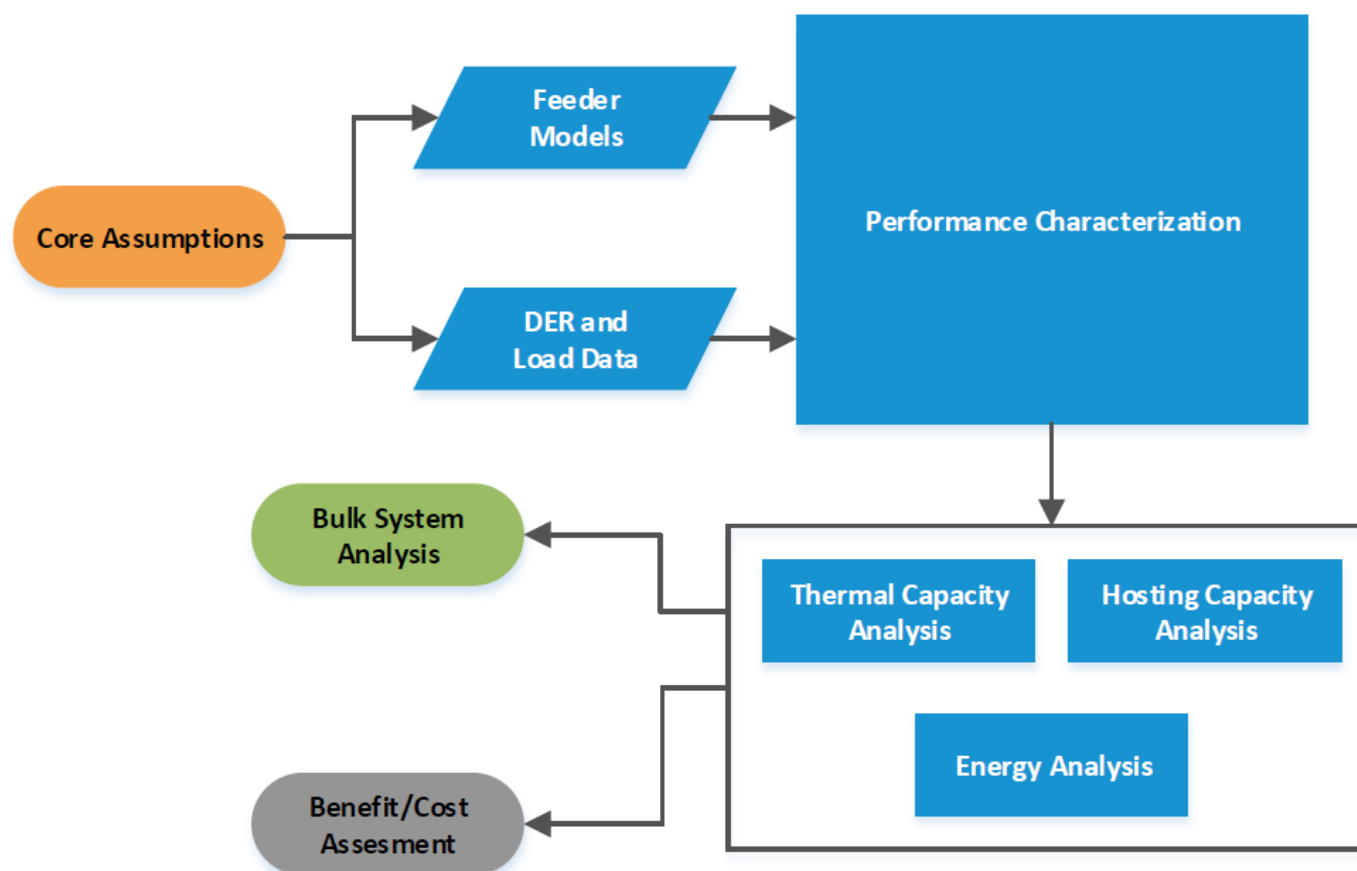 Feeder
Models
Performance Characterization
Core Assumptions
DER and
Load Data
Bulk System
Analysis
Thermal Capacity
Analysis
Hosting Capacity
Analysis
Energy Analysis
Benefit/Cost
Assesment